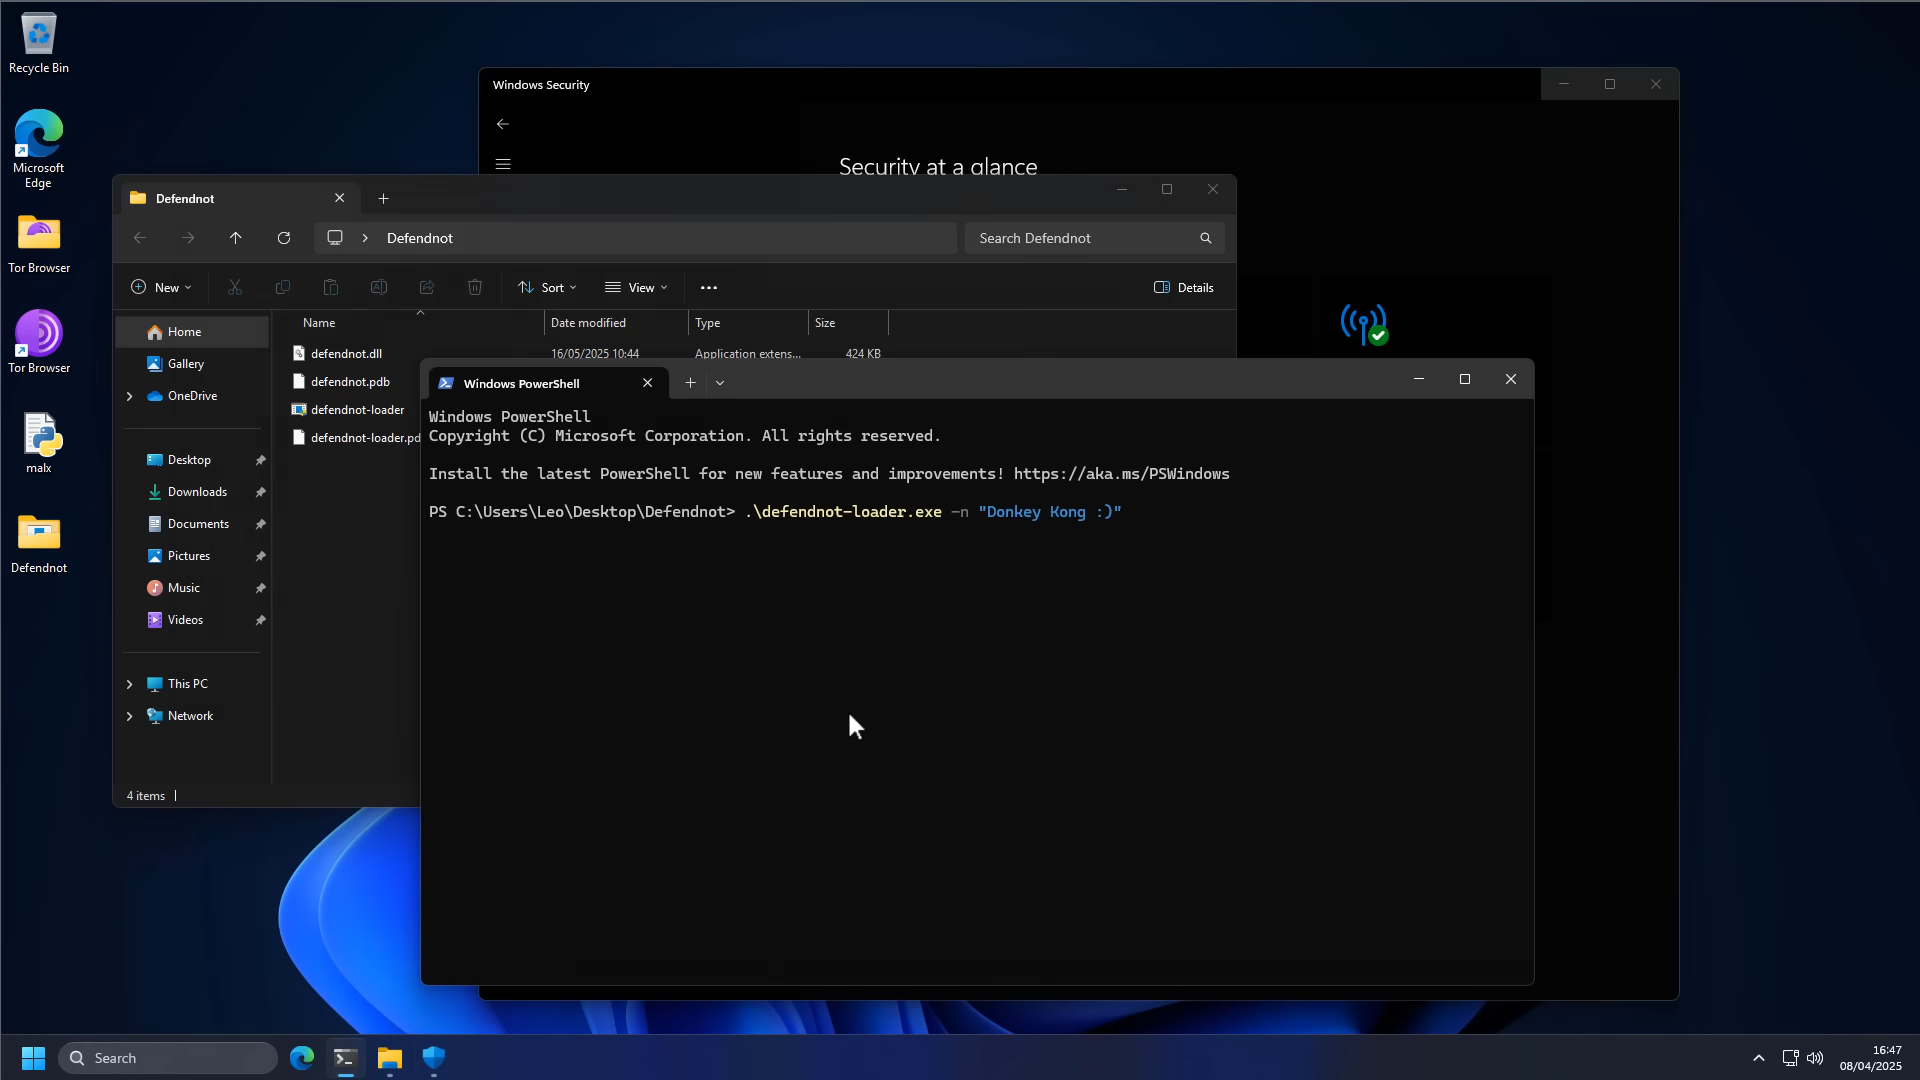 Recycle Bin
Microsoft
Edge
Tor Browser
Tor Browser
malx
Defendnot
Windows Security
Security at a glance
Defendnot
Defendnot
Search Defendnot
New
Sort
View
Details
Home
Gallery
OneDrive
Desktop
Downloads
Documents
Pictures
Music
Videos
This PC
Network
Name Date modified Type Size
defendnot.dll 16/05/2025 10:44 Application extens... 424 KB
defendnot.pdb
defendnot-loader
defendnot-loader.pd
4 items
Windows PowerShell
Windows PowerShell
Copyright (C) Microsoft Corporation. All rights reserved.
Install the latest PowerShell for new features and improvements! https://aka.ms/PSWindows
PS C:\Users\Leo\Desktop\Defendnot> .\defendnot-loader.exe -n "Donkey Kong :)"
Search
16:47
08/04/2025